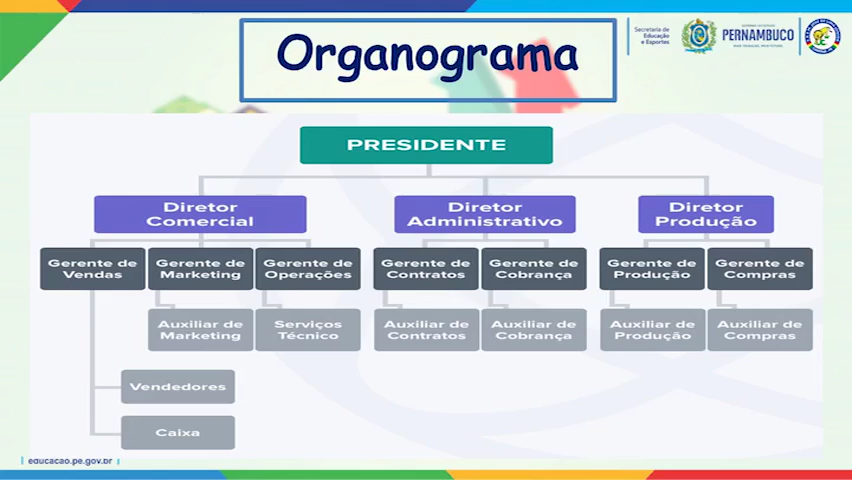 Organograma
Secretaria de
Educação
e Esportes
PERNAMBUCO
PRESIDENTE
Diretor
Comercial
Diretor
Administrativo
Diretor
Produção
Gerente de
Vendas
Gerente de
Marketing
Gerente de
Operações
Gerente de
Contratos
Gerente de
Cobrança
Gerente de
Produção
Gerente de
Compras
Auxiliar de
Marketing
Serviços
Técnico
Auxiliar de
Contratos
Auxiliar de
Cobrança
Auxiliar de
Produção
Auxiliar de
Compras
Vendedores
Caixa
educacao.pe.gov.br